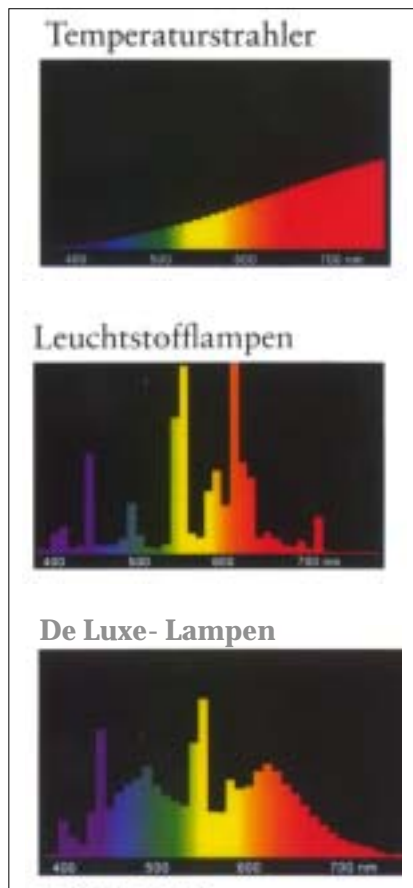 Temperaturstrahler
400 500 600 700 nm
Leuchtstofflampen
400 500 600 700 nm
De Luxe- Lampen
400 500 600 700 nm